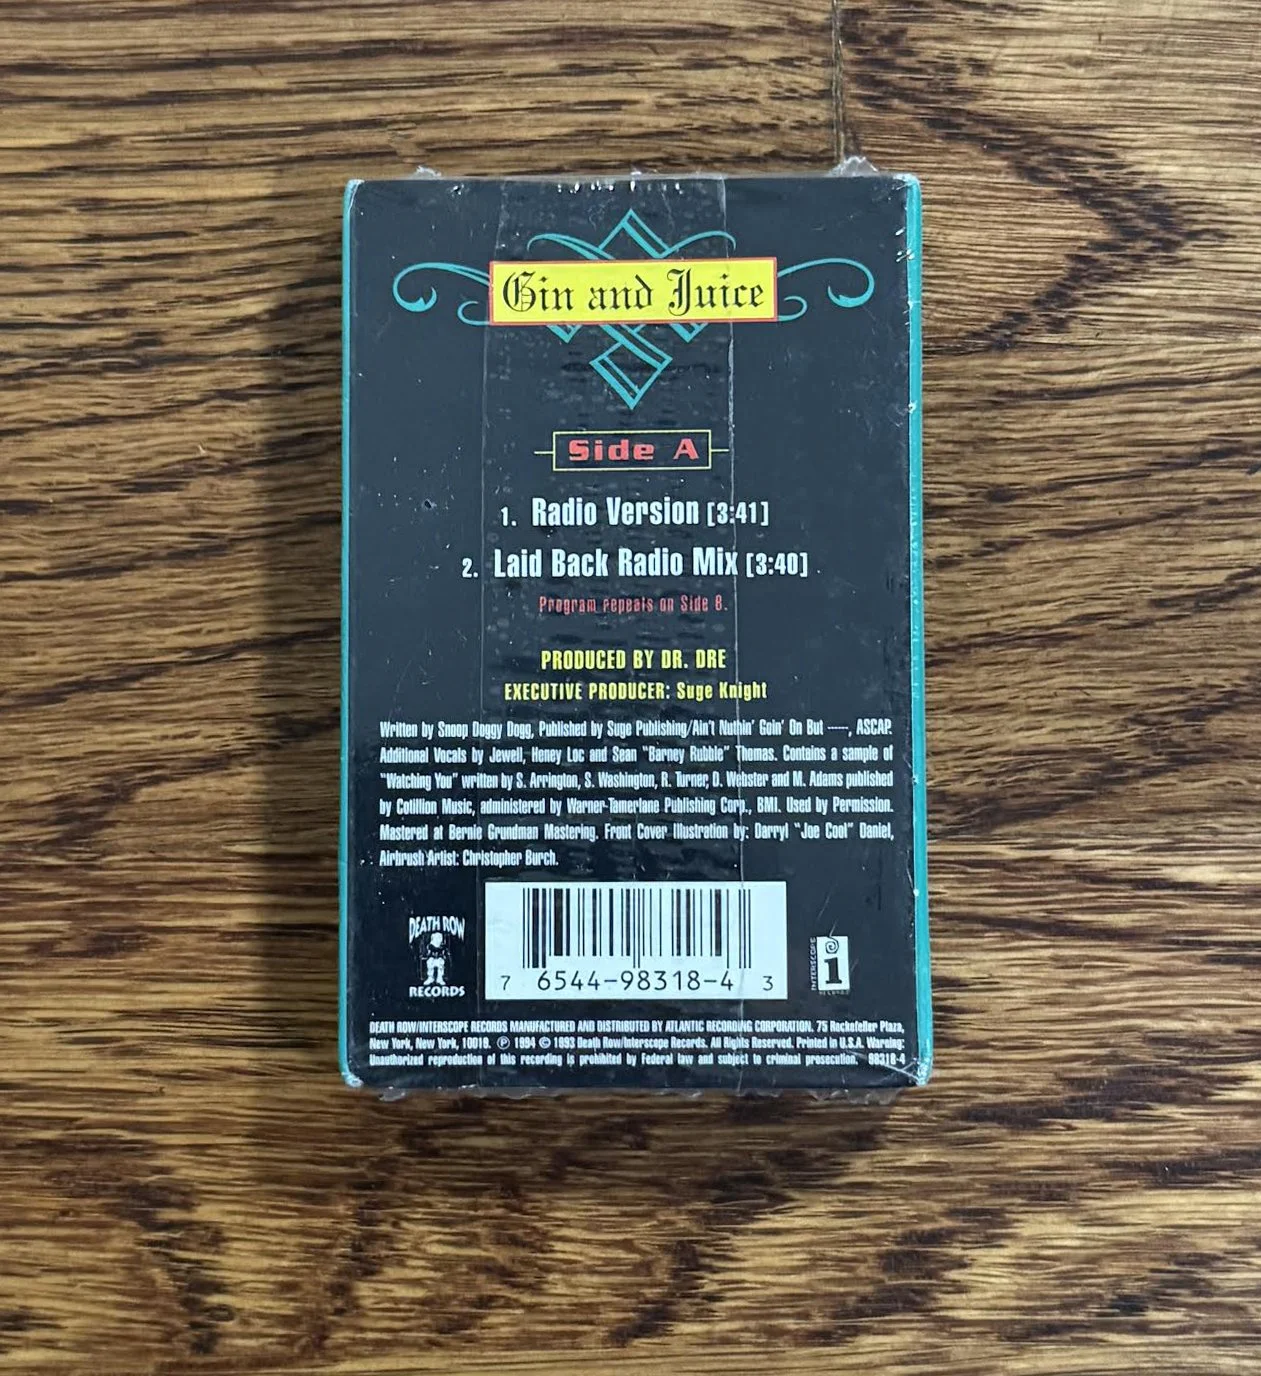 Gin and Juice
Side A
1. Radio Version [3:41]
2. Laid Back Radio Mix [3:40]
Program repeats on Side B.
PRODUCED BY DR. DRE
EXECUTIVE PRODUCER: Suge Knight
Written by Snoop Doggy Dogg, Published by Suge Publishing/Ain't Nuthin' Goin' On But -----, ASCAP.
Additional Vocals by Jewell, Heney Loc and Sean "Barney Rubble" Thomas. Contains a sample of
"Watching You" written by S. Arrington, S. Washington, R. Turner, D. Webster and M. Adams published
by Cotillion Music, administered by Warner-Tamerlane Publishing Corp., BMI. Used by Permission.
Mastered at Bernie Grundman Mastering. Front Cover Illustration by: Darryl "Joe Cool" Daniel,
Airbrush Artist: Christopher Burch.
DEATH ROW
RECORDS
7 6544-98318-4 3
INTERSCOPE
RECORDS
DEATH ROW/INTERSCOPE RECORDS MANUFACTURED AND DISTRIBUTED BY ATLANTIC RECORDING CORPORATION. 75 Rockefeller Plaza,
New York, New York, 10019. ℗ 1994 © 1993 Death Row/Interscope Records. All Rights Reserved. Printed in U.S.A. Warning:
Unauthorized reproduction of this recording is prohibited by Federal law and subject to criminal prosecution. 98318-4